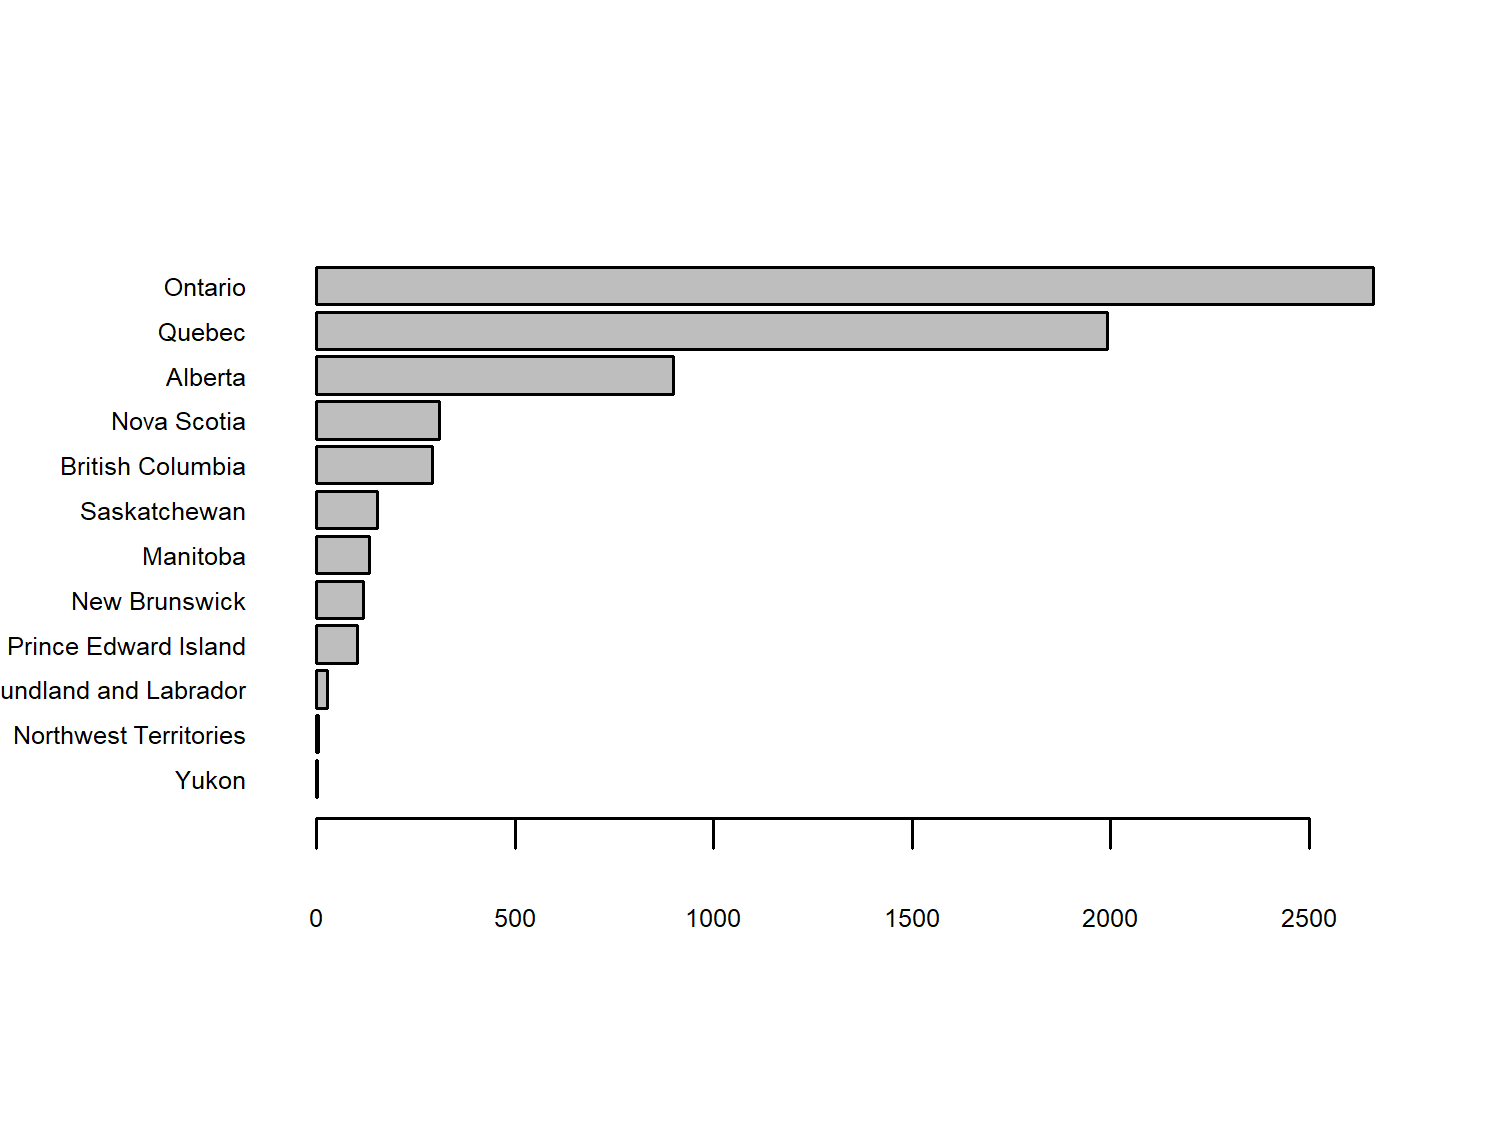 Ontario
Quebec
Alberta
Nova Scotia
British Columbia
Saskatchewan
Manitoba
New Brunswick
Prince Edward Island
undland and Labrador
Northwest Territories
Yukon
0 500 1000 1500 2000 2500